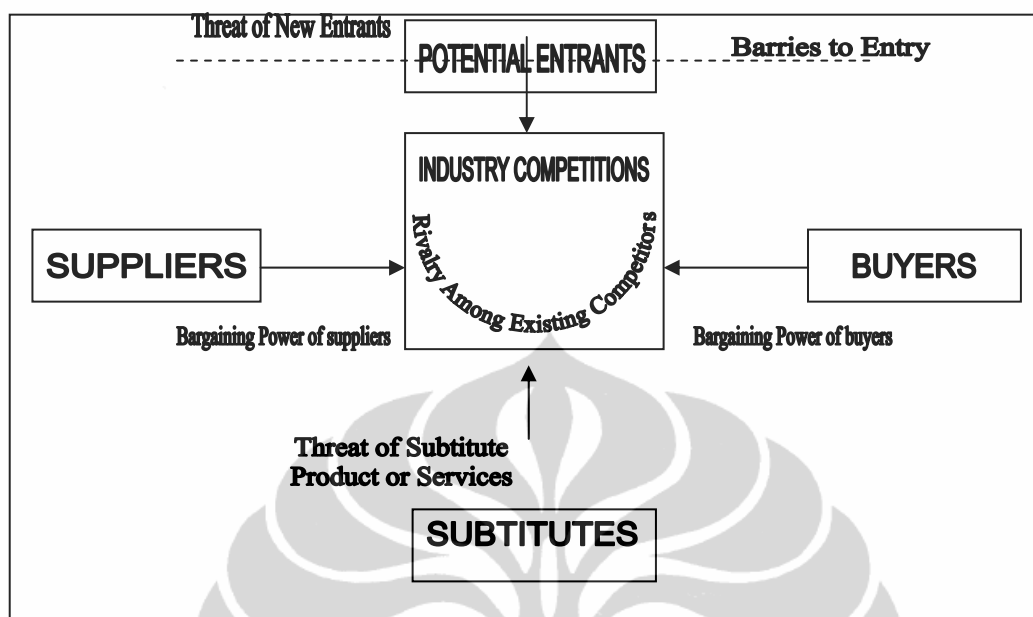 Threat of New Entrants
POTENTIAL ENTRANTS
Barries to Entry
INDUSTRY COMPETITIONS
Rivalry Among Existing Competitors
SUPPLIERS
BUYERS
Bargaining Power of suppliers
Bargaining Power of buyers
Threat of Subtitute
Product or Services
SUBTITUTES